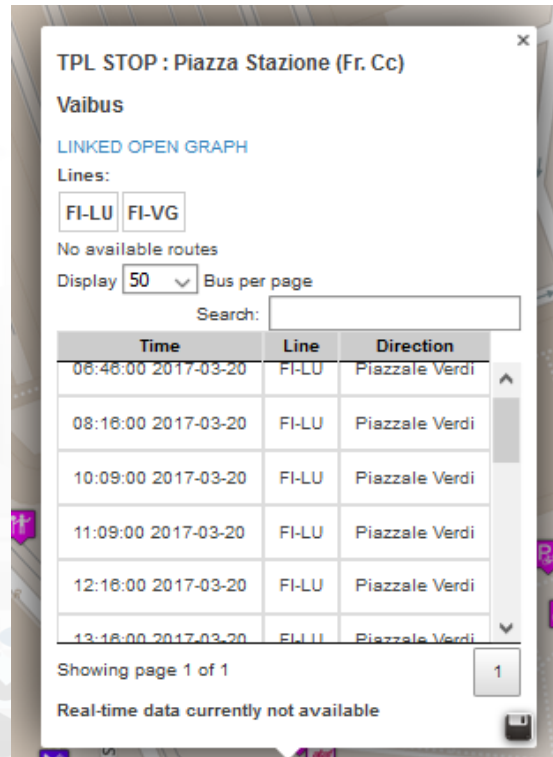 ×
TPL STOP : Piazza Stazione (Fr. Cc)
Vaibus
LINKED OPEN GRAPH
Lines:
FI-LU FI-VG
No available routes
Display 50 Bus per page
Search:
Time Line Direction
06:46:00 2017-03-20 FI-LU Piazzale Verdi
08:16:00 2017-03-20 FI-LU Piazzale Verdi
10:09:00 2017-03-20 FI-LU Piazzale Verdi
11:09:00 2017-03-20 FI-LU Piazzale Verdi
12:16:00 2017-03-20 FI-LU Piazzale Verdi
13:16:00 2017-03-20 FI-LU Piazzale Verdi
Showing page 1 of 1 1
Real-time data currently not available